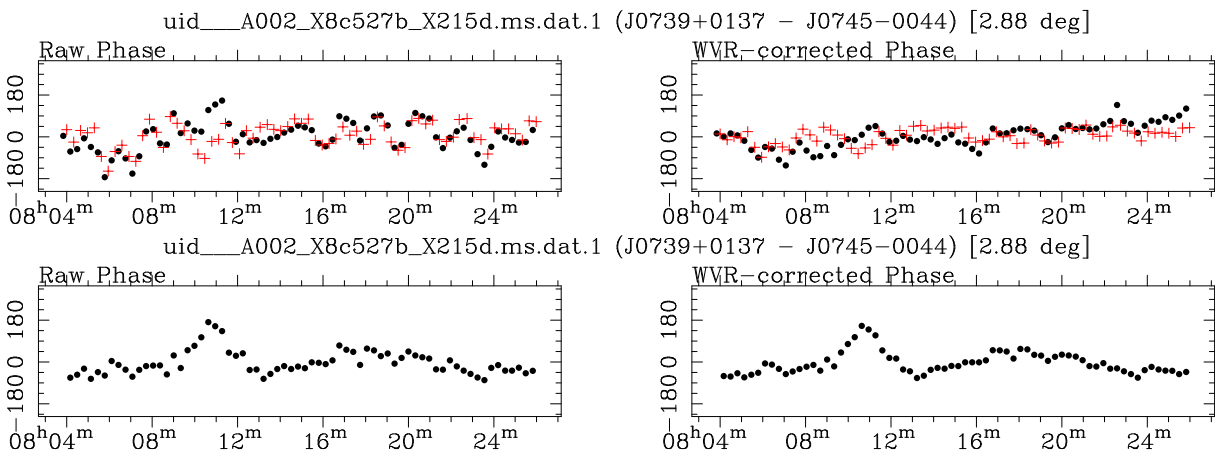 uid___A002_X8c527b_X215d.ms.dat.1 (J0739+0137 − J0745−0044) [2.88 deg]
Raw Phase WVR−corrected Phase
180 180
0 0
−180 −180
08ʰ04ᵐ 08ᵐ 12ᵐ 16ᵐ 20ᵐ 24ᵐ 08ʰ04ᵐ 08ᵐ 12ᵐ 16ᵐ 20ᵐ 24ᵐ
uid___A002_X8c527b_X215d.ms.dat.1 (J0739+0137 − J0745−0044) [2.88 deg]
Raw Phase WVR−corrected Phase
180 180
0 0
−180 −180
08ʰ04ᵐ 08ᵐ 12ᵐ 16ᵐ 20ᵐ 24ᵐ 08ʰ04ᵐ 08ᵐ 12ᵐ 16ᵐ 20ᵐ 24ᵐ